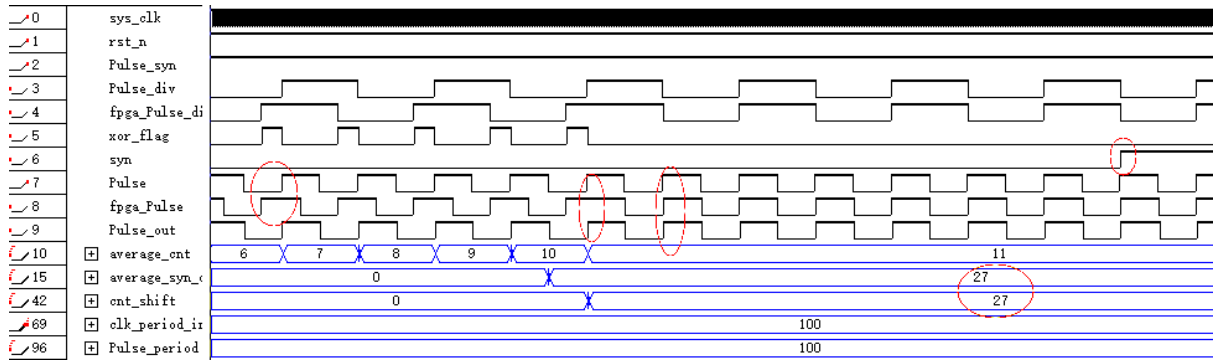 0 sys_clk
1 rst_n
2 Pulse_syn
3 Pulse_div
4 fpga_Pulse_di
5 xor_flag
6 syn
7 Pulse
8 fpga_Pulse
9 Pulse_out
10 + average_cnt 6 7 8 9 10 11
15 + average_syn_c 0 27
42 + cnt_shift 0 27
69 + clk_period_ir 100
96 + Pulse_period 100